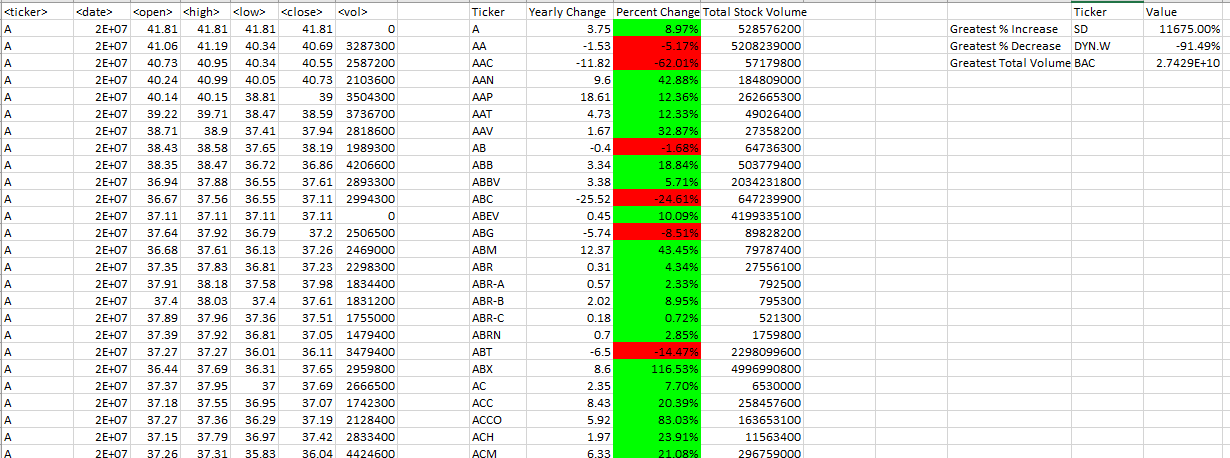 <ticker> <date> <open> <high> <low> <close> <vol> Ticker Yearly Change Percent Change Total Stock Volume Ticker Value
A 2E+07 41.81 41.81 41.81 41.81 0 A 3.75 8.97% 528576200 Greatest % Increase SD 11675.00%
A 2E+07 41.06 41.19 40.34 40.69 3287300 AA -1.53 -5.17% 5208239000 Greatest % Decrease DYN.W -91.49%
A 2E+07 40.73 40.95 40.34 40.55 2587200 AAC -11.82 -62.01% 57179800 Greatest Total Volume BAC 2.7429E+10
A 2E+07 40.24 40.99 40.05 40.73 2103600 AAN 9.6 42.88% 184809000
A 2E+07 40.14 40.15 38.81 39 3504300 AAP 18.61 12.36% 262665300
A 2E+07 39.22 39.71 38.47 38.59 3736700 AAT 4.73 12.33% 49026400
A 2E+07 38.71 38.9 37.41 37.94 2818600 AAV 1.67 32.87% 27358200
A 2E+07 38.43 38.58 37.65 38.19 1989300 AB -0.4 -1.68% 64736300
A 2E+07 38.35 38.47 36.72 36.86 4206600 ABB 3.34 18.84% 503779400
A 2E+07 36.94 37.88 36.55 37.61 2893300 ABBV 3.38 5.71% 2034231800
A 2E+07 36.67 37.56 36.55 37.11 2994300 ABC -25.52 -24.61% 647239900
A 2E+07 37.11 37.11 37.11 37.11 0 ABEV 0.45 10.09% 4199335100
A 2E+07 37.64 37.92 36.79 37.2 2506500 ABG -5.74 -8.51% 89828200
A 2E+07 36.68 37.61 36.13 37.26 2469000 ABM 12.37 43.45% 79787400
A 2E+07 37.35 37.83 36.81 37.23 2298300 ABR 0.31 4.34% 27556100
A 2E+07 37.91 38.18 37.58 37.98 1834400 ABR-A 0.57 2.33% 792500
A 2E+07 37.4 38.03 37.4 37.61 1831200 ABR-B 2.02 8.95% 795300
A 2E+07 37.89 37.96 37.36 37.51 1755000 ABR-C 0.18 0.72% 521300
A 2E+07 37.39 37.92 36.81 37.05 1479400 ABRN 0.7 2.85% 1759800
A 2E+07 37.27 37.27 36.01 36.11 3479400 ABT -6.5 -14.47% 2298099600
A 2E+07 36.44 37.69 36.31 37.65 2959800 ABX 8.6 116.53% 4996990800
A 2E+07 37.37 37.95 37 37.69 2666500 AC 2.35 7.70% 6530000
A 2E+07 37.18 37.55 36.95 37.07 1742300 ACC 8.43 20.39% 258457600
A 2E+07 37.27 37.36 36.29 37.19 2128400 ACCO 5.92 83.03% 163653100
A 2E+07 37.15 37.79 36.97 37.42 2833400 ACH 1.97 23.91% 11563400
A 2E+07 37.26 37.31 35.83 36.04 4424600 ACM 6.33 21.08% 296759000